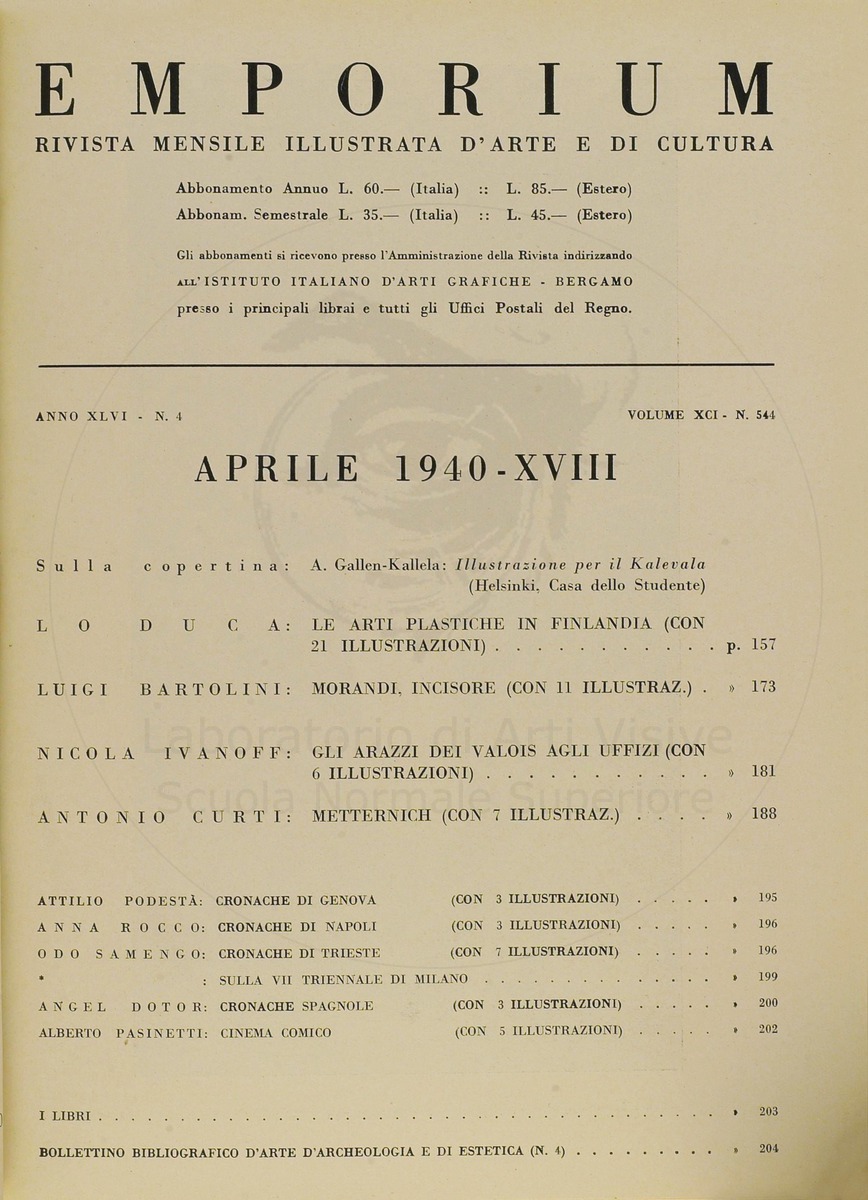 EMPORIUM
RIVISTA MENSILE ILLUSTRATA D'ARTE E DI CULTURA
Abbonamento Annuo L. 60.— (Italia) :: L. 85.— (Estero)
Abbonam. Semestrale L. 35.— (Italia) :: L. 45.— (Estero)
Gli abbonamenti si ricevono presso l'Amministrazione della Rivista indirizzando
ALL'ISTITUTO ITALIANO D'ARTI GRAFICHE - BERGAMO
presso i principali librai e tutti gli Uffici Postali del Regno.
ANNO XLVI - N. 4 VOLUME XCI - N. 544
APRILE 1940-XVIII
Sulla copertina: A. Gallen-Kallela: Illustrazione per il Kalevala
(Helsinki, Casa dello Studente)
LO DUCA: LE ARTI PLASTICHE IN FINLANDIA (CON
21 ILLUSTRAZIONI) . . . . . . . . . . . p. 157
LUIGI BARTOLINI: MORANDI, INCISORE (CON 11 ILLUSTRAZ.) . » 173
Laboratorio di Arti Visive
NICOLA IVANOFF: GLI ARAZZI DEI VALOIS AGLI UFFIZI (CON
6 ILLUSTRAZIONI) . . . . . . . . . . » 181
Scuola Normale Superiore
ANTONIO CURTI: METTERNICH (CON 7 ILLUSTRAZ.) . . . . » 188
ATTILIO PODESTÀ: CRONACHE DI GENOVA (CON 3 ILLUSTRAZIONI) . . . . . » 195
ANNA ROCCO: CRONACHE DI NAPOLI (CON 3 ILLUSTRAZIONI) . . . . . » 196
ODO SAMENGO: CRONACHE DI TRIESTE (CON 7 ILLUSTRAZIONI) . . . . . » 196
* : SULLA VII TRIENNALE DI MILANO . . . . . . . . . . . . . . » 199
ANGEL DOTOR: CRONACHE SPAGNOLE (CON 3 ILLUSTRAZIONI) . . . . . » 200
ALBERTO PASINETTI: CINEMA COMICO (CON 5 ILLUSTRAZIONI) . . . . . » 202
I LIBRI . . . . . . . . . . . . . . . . . . . . . . . » 203
BOLLETTINO BIBLIOGRAFICO D'ARTE D'ARCHEOLOGIA E DI ESTETICA (N. 4) . . . . . . . . . » 204